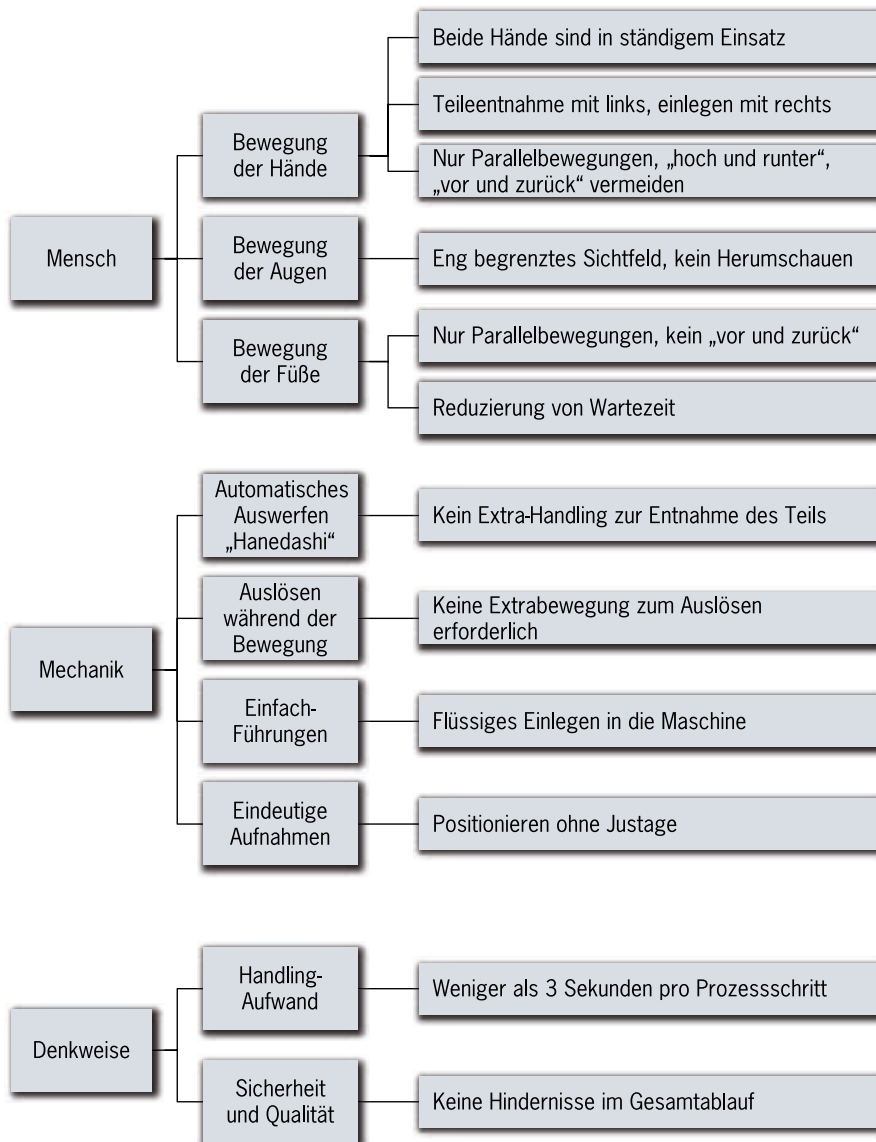 Mensch
Bewegung
der Hände
Beide Hände sind in ständigem Einsatz
Teileentnahme mit links, einlegen mit rechts
Nur Parallelbewegungen, „hoch und runter“,
„vor und zurück“ vermeiden
Bewegung
der Augen
Eng begrenztes Sichtfeld, kein Herumschauen
Bewegung
der Füße
Nur Parallelbewegungen, kein „vor und zurück“
Reduzierung von Wartezeit
Mechanik
Automatisches
Auswerfen
„Hanedashi“
Kein Extra-Handling zur Entnahme des Teils
Auslösen
während der
Bewegung
Keine Extrabewegung zum Auslösen
erforderlich
Einfach-
Führungen
Flüssiges Einlegen in die Maschine
Eindeutige
Aufnahmen
Positionieren ohne Justage
Denkweise
Handling-
Aufwand
Weniger als 3 Sekunden pro Prozessschritt
Sicherheit
und Qualität
Keine Hindernisse im Gesamtablauf